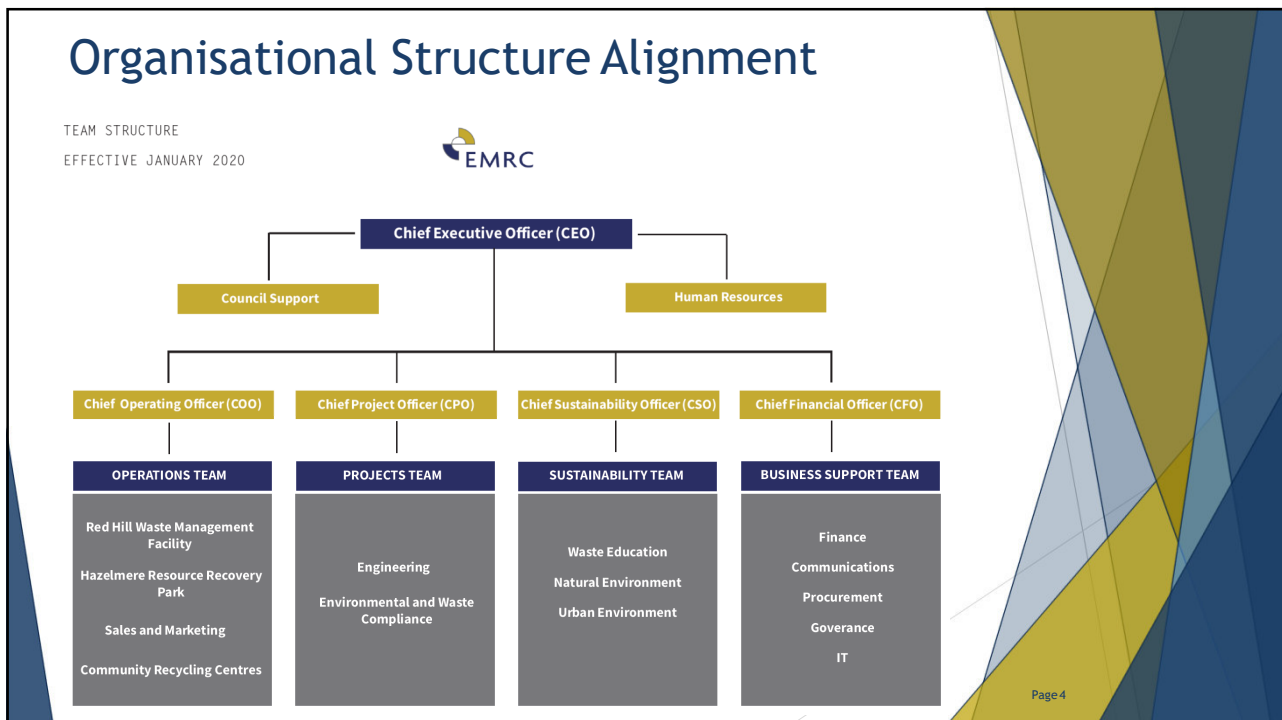 Organisational Structure Alignment
TEAM STRUCTURE
EFFECTIVE JANUARY 2020
EMRC
Chief Executive Officer (CEO)
Council Support
Human Resources
Chief Operating Officer (COO)
Chief Project Officer (CPO)
Chief Sustainability Officer (CSO)
Chief Financial Officer (CFO)
OPERATIONS TEAM
Red Hill Waste Management
Facility
Hazelmere Resource Recovery
Park
Sales and Marketing
Community Recycling Centres
PROJECTS TEAM
Engineering
Environmental and Waste
Compliance
SUSTAINABILITY TEAM
Waste Education
Natural Environment
Urban Environment
BUSINESS SUPPORT TEAM
Finance
Communications
Procurement
Goverance
IT
Page 4